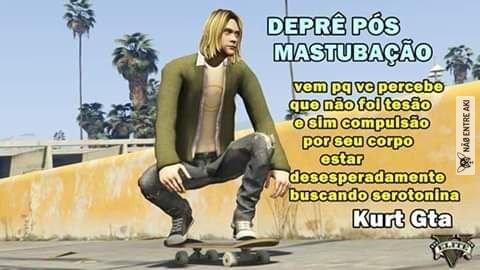 DEPRÊ PÓS
MASTUBAÇÃO
vem pq vc percebe
que não foi tesão
e sim compulsão
por seu corpo
estar
desesperadamente
buscando serotonina
Kurt Gta
NÃO ENTRE AKI
ELITE